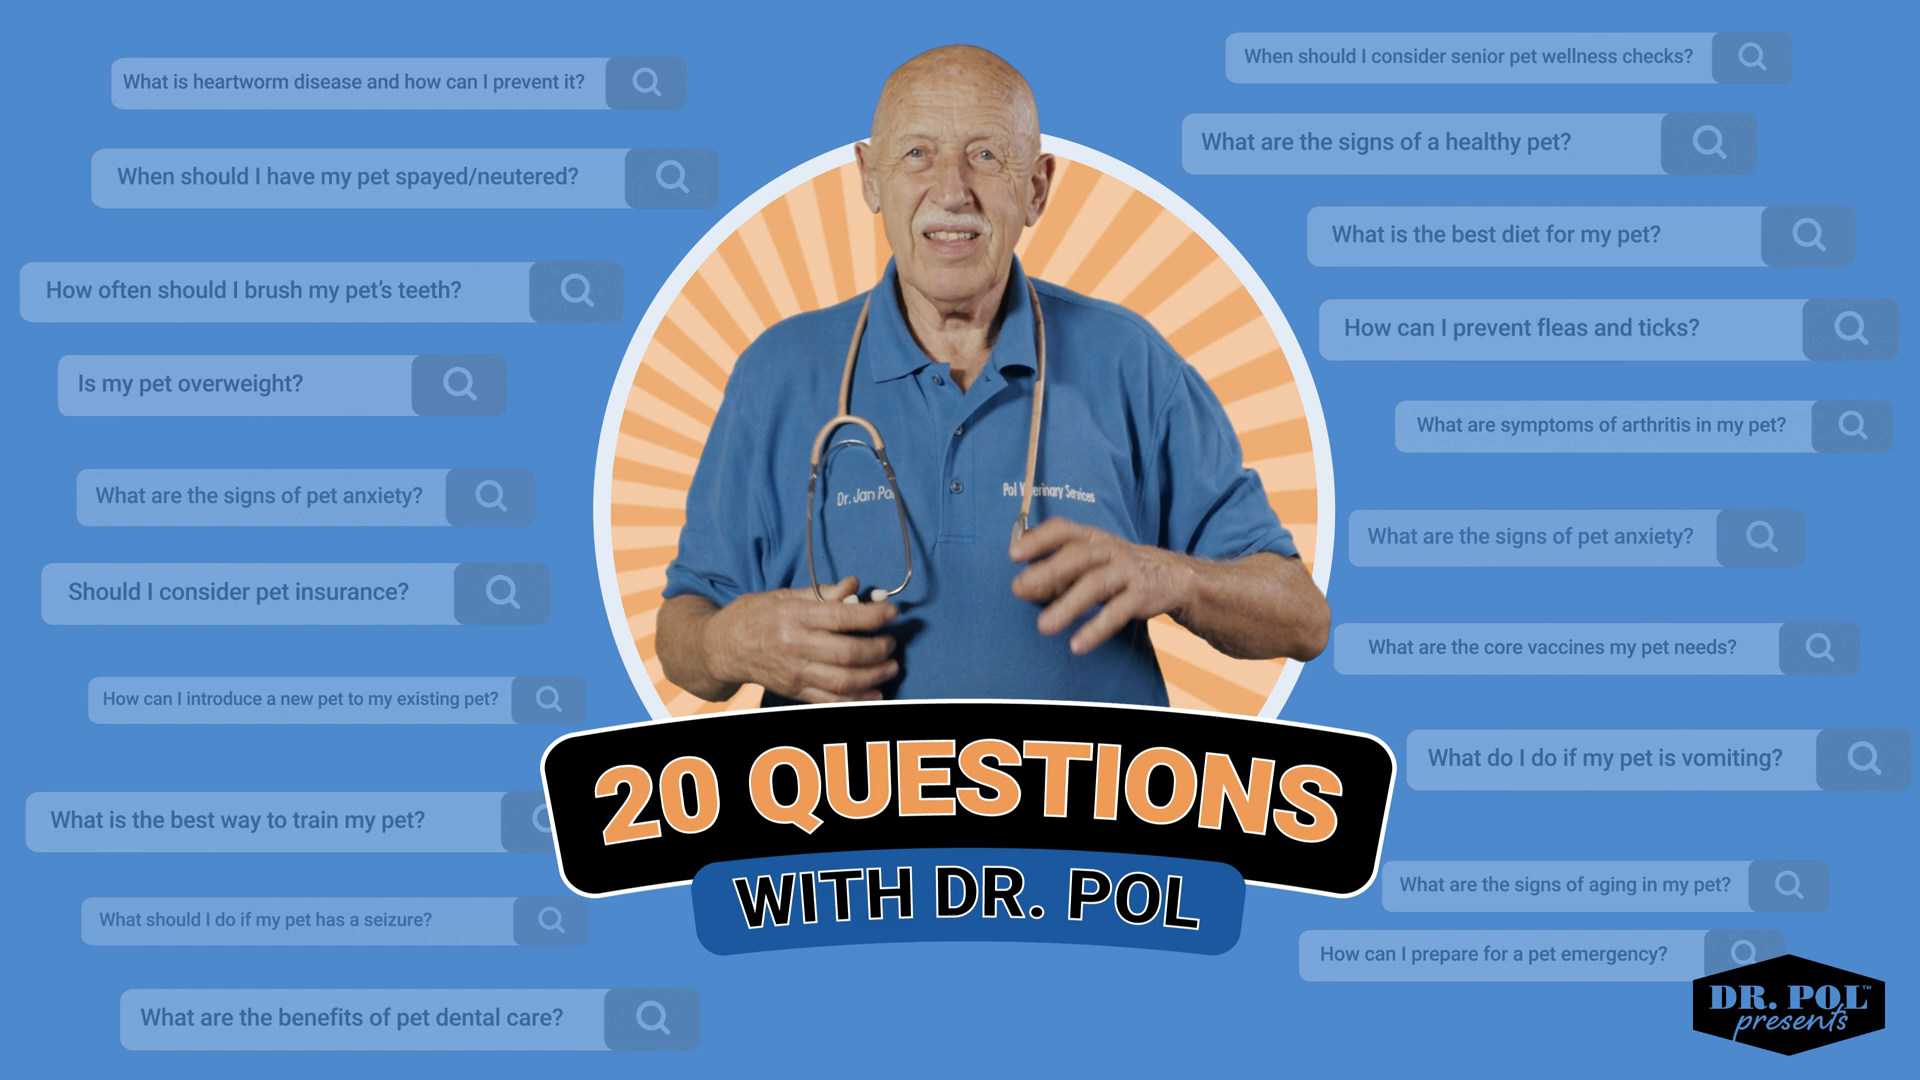 What is heartworm disease and how can I prevent it?
When should I have my pet spayed/neutered?
How often should I brush my pet's teeth?
Is my pet overweight?
What are the signs of pet anxiety?
Should I consider pet insurance?
How can I introduce a new pet to my existing pet?
What is the best way to train my pet?
What should I do if my pet has a seizure?
What are the benefits of pet dental care?
When should I consider senior pet wellness checks?
What are the signs of a healthy pet?
What is the best diet for my pet?
How can I prevent fleas and ticks?
What are symptoms of arthritis in my pet?
What are the signs of pet anxiety?
What are the core vaccines my pet needs?
What do I do if my pet is vomiting?
What are the signs of aging in my pet?
How can I prepare for a pet emergency?
Dr. Jan Pol
Pol Services
20 QUESTIONS
WITH DR. POL
DR. POL™
presents